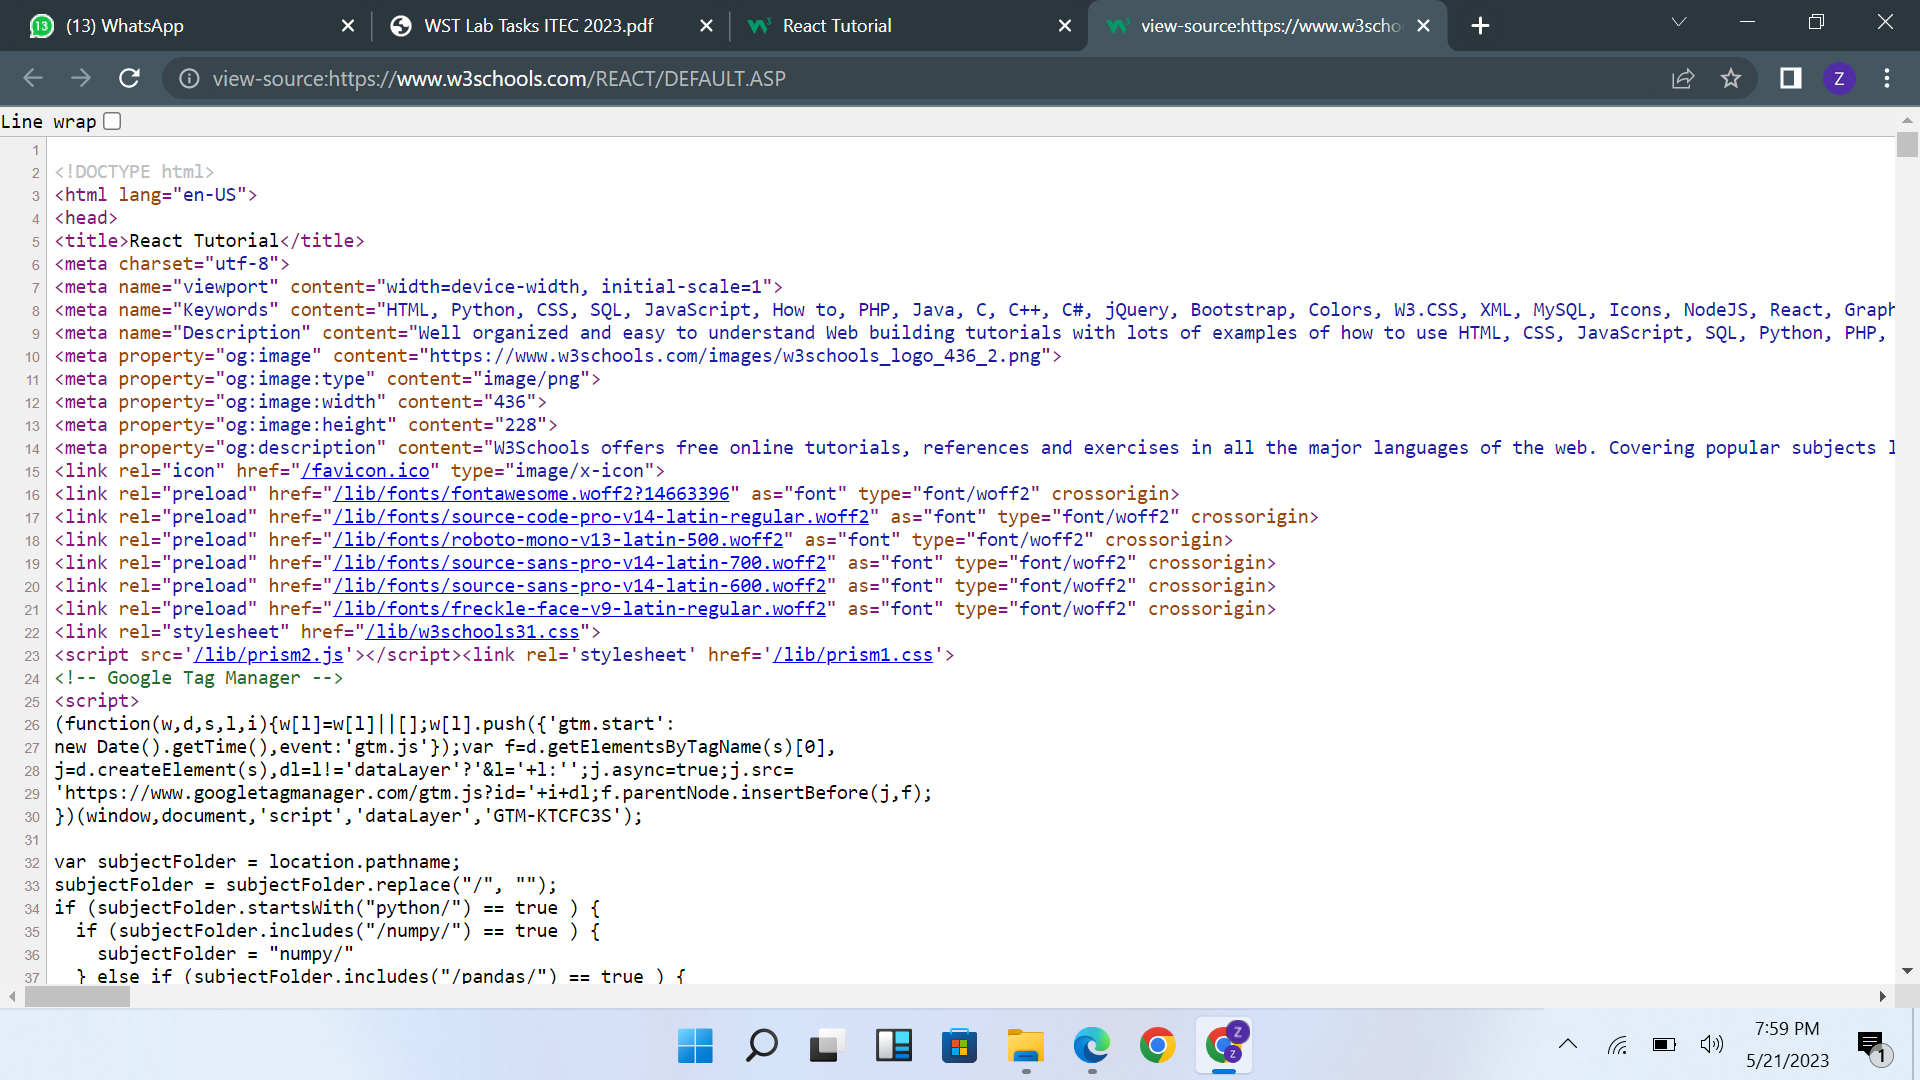 (13) WhatsApp
WST Lab Tasks ITEC 2023.pdf
React Tutorial
view-source:https://www.w3scho
view-source:https://www.w3schools.com/REACT/DEFAULT.ASP
Z
Line wrap
1
2 <!DOCTYPE html>
3 <html lang="en-US">
4 <head>
5 <title>React Tutorial</title>
6 <meta charset="utf-8">
7 <meta name="viewport" content="width=device-width, initial-scale=1">
8 <meta name="Keywords" content="HTML, Python, CSS, SQL, JavaScript, How to, PHP, Java, C, C++, C#, jQuery, Bootstrap, Colors, W3.CSS, XML, MySQL, Icons, NodeJS, React, Graph
9 <meta name="Description" content="Well organized and easy to understand Web building tutorials with lots of examples of how to use HTML, CSS, JavaScript, SQL, Python, PHP,
10 <meta property="og:image" content="https://www.w3schools.com/images/w3schools_logo_436_2.png">
11 <meta property="og:image:type" content="image/png">
12 <meta property="og:image:width" content="436">
13 <meta property="og:image:height" content="228">
14 <meta property="og:description" content="W3Schools offers free online tutorials, references and exercises in all the major languages of the web. Covering popular subjects l
15 <link rel="icon" href="/favicon.ico" type="image/x-icon">
16 <link rel="preload" href="/lib/fonts/fontawesome.woff2?14663396" as="font" type="font/woff2" crossorigin>
17 <link rel="preload" href="/lib/fonts/source-code-pro-v14-latin-regular.woff2" as="font" type="font/woff2" crossorigin>
18 <link rel="preload" href="/lib/fonts/roboto-mono-v13-latin-500.woff2" as="font" type="font/woff2" crossorigin>
19 <link rel="preload" href="/lib/fonts/source-sans-pro-v14-latin-700.woff2" as="font" type="font/woff2" crossorigin>
20 <link rel="preload" href="/lib/fonts/source-sans-pro-v14-latin-600.woff2" as="font" type="font/woff2" crossorigin>
21 <link rel="preload" href="/lib/fonts/freckle-face-v9-latin-regular.woff2" as="font" type="font/woff2" crossorigin>
22 <link rel="stylesheet" href="/lib/w3schools31.css">
23 <script src='/lib/prism2.js'></script><link rel='stylesheet' href='/lib/prism1.css'>
24 <!-- Google Tag Manager -->
25 <script>
26 (function(w,d,s,l,i){w[l]=w[l]||[];w[l].push({'gtm.start':
27 new Date().getTime(),event:'gtm.js'});var f=d.getElementsByTagName(s)[0],
28 j=d.createElement(s),dl=l!='dataLayer'?'&l='+l:'';j.async=true;j.src=
29 'https://www.googletagmanager.com/gtm.js?id='+i+dl;f.parentNode.insertBefore(j,f);
30 })(window,document,'script','dataLayer','GTM-KTCFC3S');
31
32 var subjectFolder = location.pathname;
33 subjectFolder = subjectFolder.replace("/", "");
34 if (subjectFolder.startsWith("python/") == true ) {
35 if (subjectFolder.includes("/numpy/") == true ) {
36 subjectFolder = "numpy/"
37 } else if (subjectFolder.includes("/pandas/") == true ) {
Z
Z
7:59 PM
5/21/2023
1